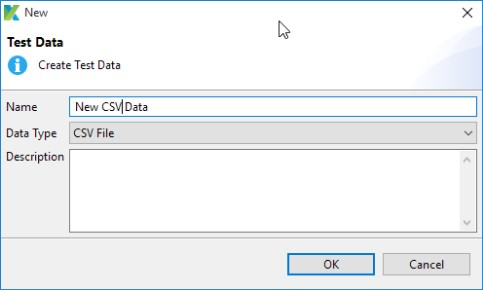 New
Test Data
Create Test Data
Name New CSV Data
Data Type CSV File
Description
OK Cancel